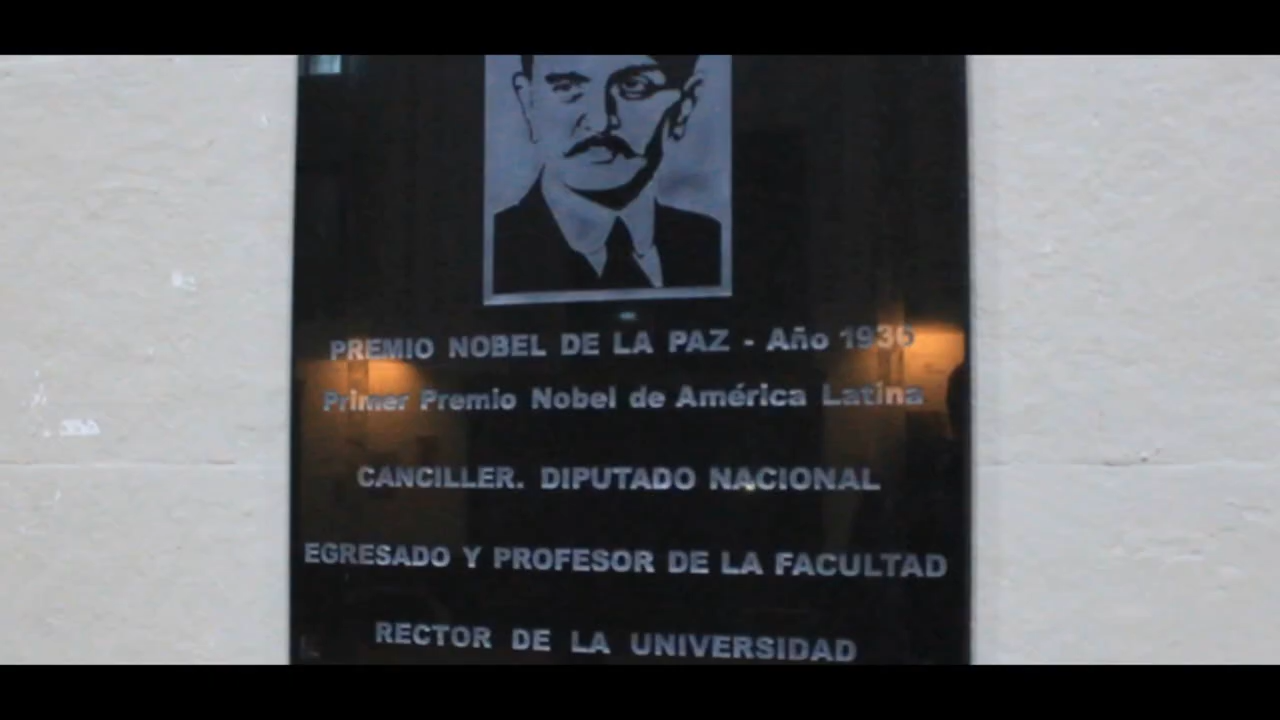 PREMIO NOBEL DE LA PAZ - Año 1936
Primer Premio Nobel de América Latina
CANCILLER. DIPUTADO NACIONAL
EGRESADO Y PROFESOR DE LA FACULTAD
RECTOR DE LA UNIVERSIDAD